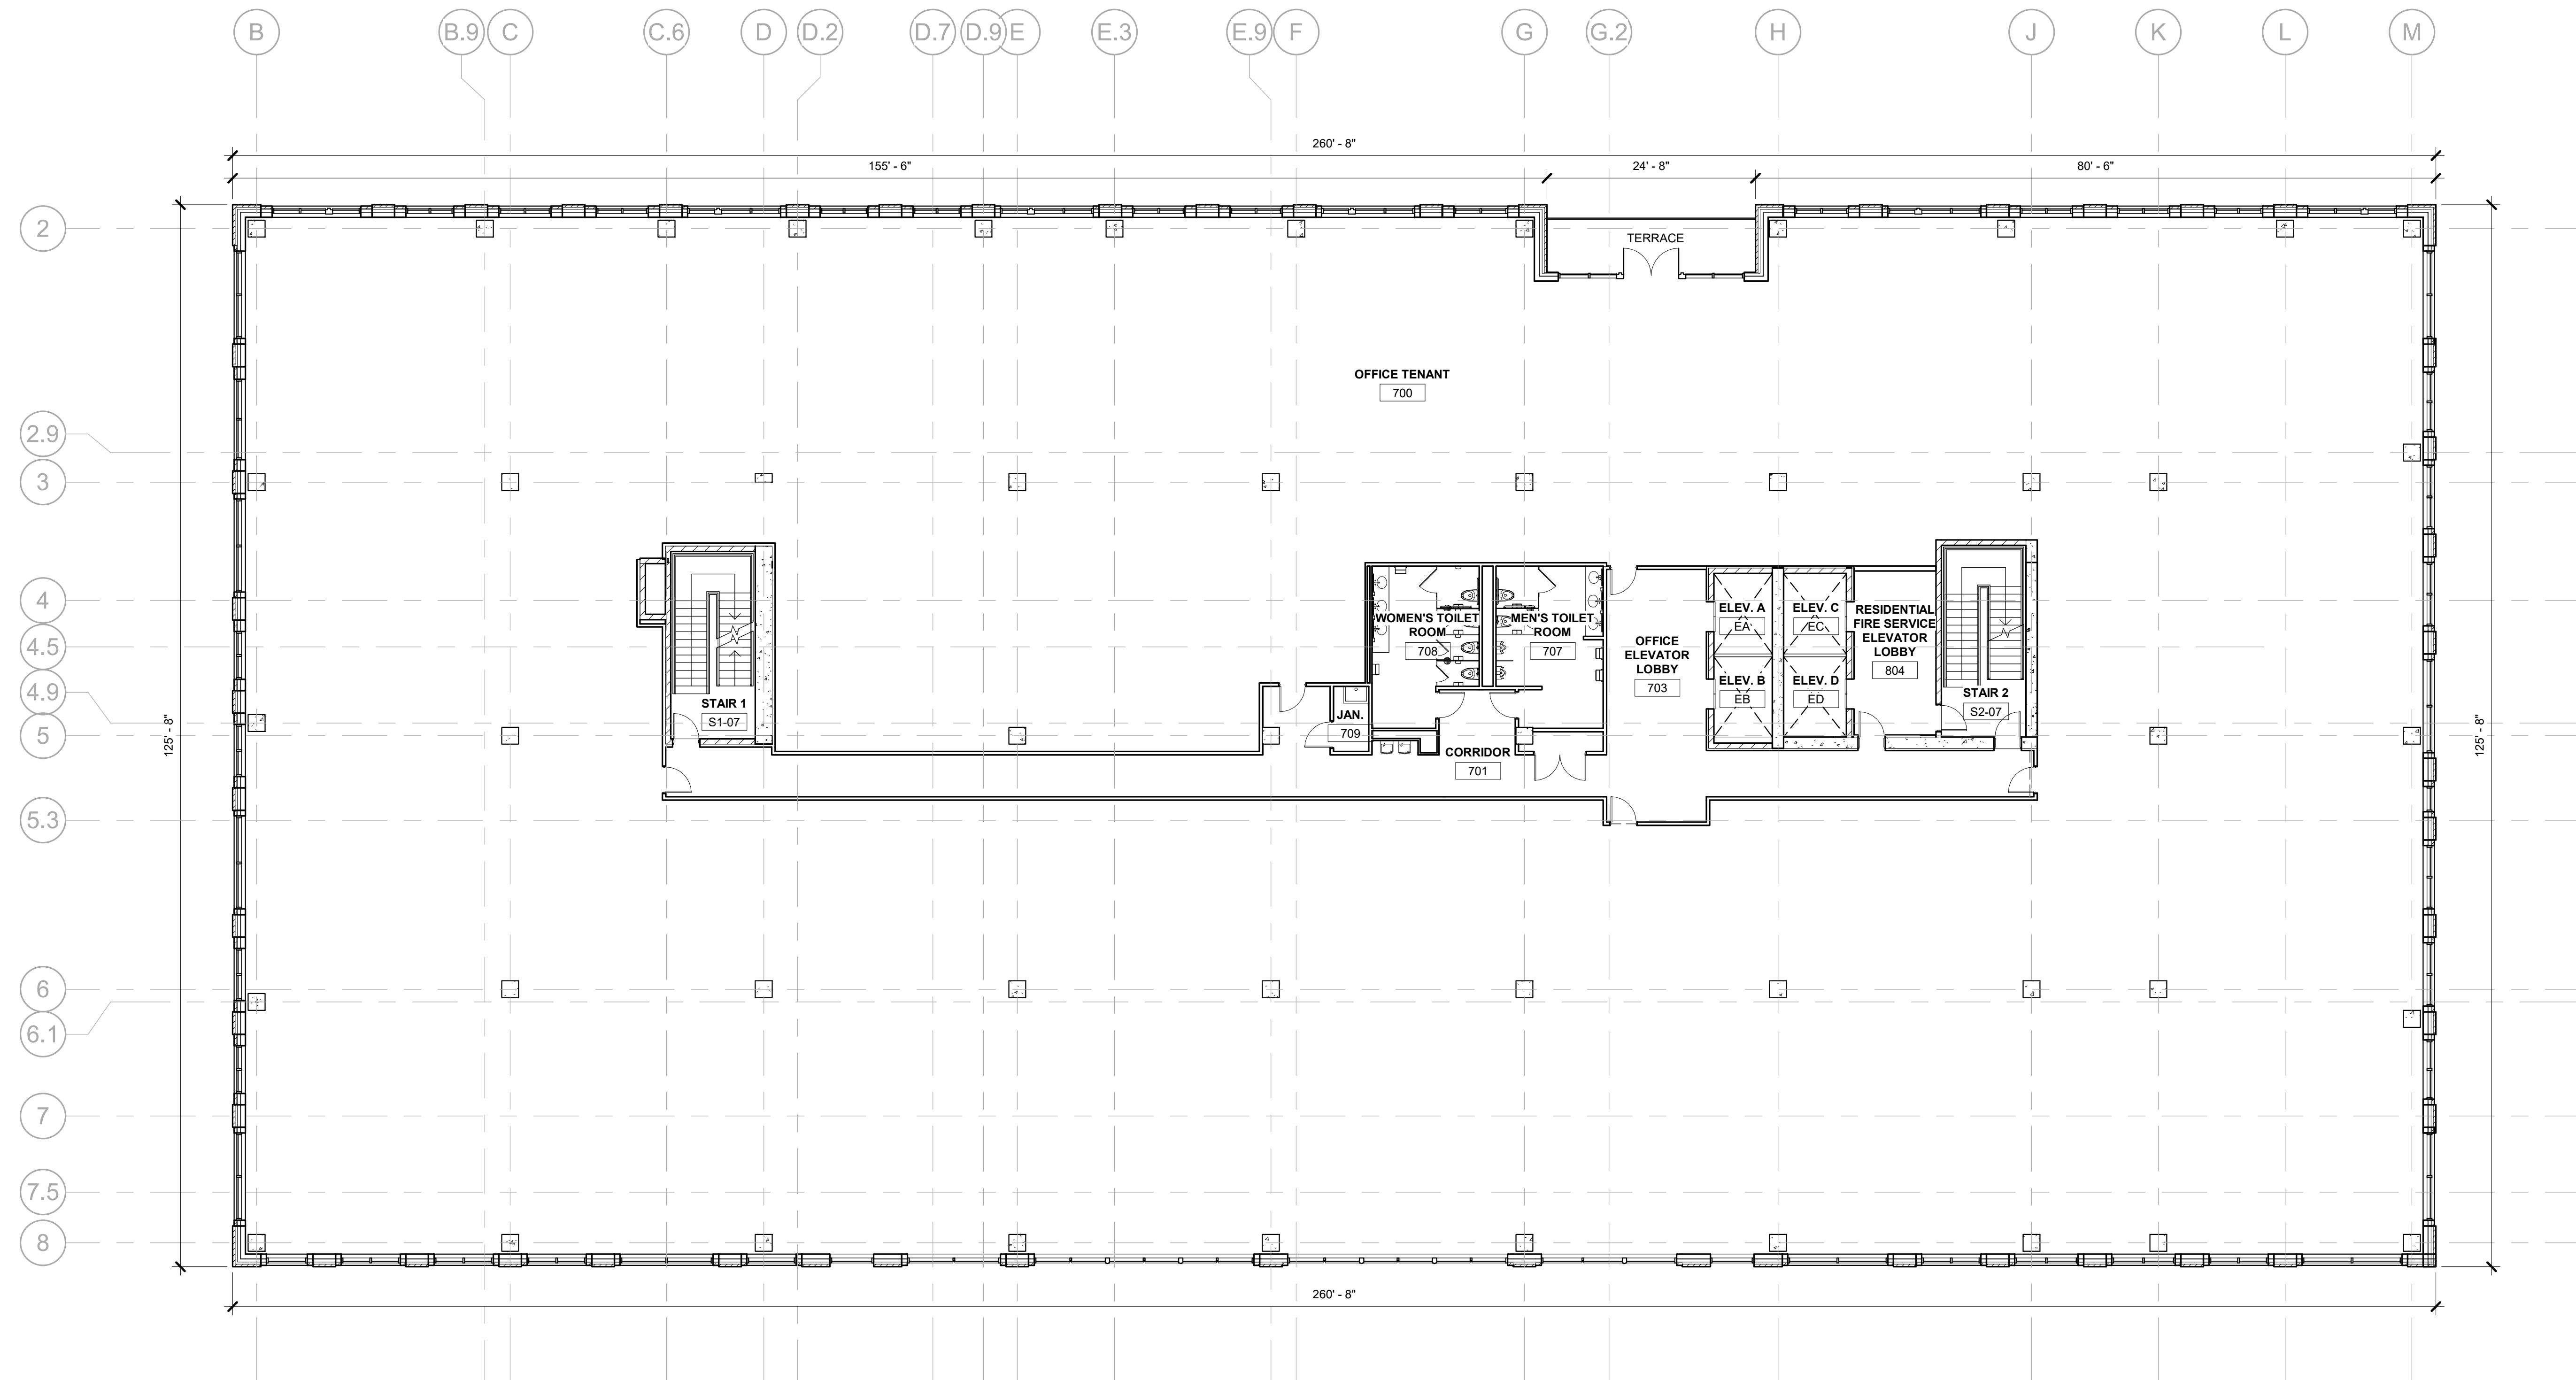 B B.9 C C.6 D D.2 D.7 D.9 E E.3 E.9 F G G.2 H J K L M
260' - 8"
155' - 6" 24' - 8" 80' - 6"
2
TERRACE
OFFICE TENANT
700
2.9
3
4
4.5
4.9
5
5.3
6
6.1
7
7.5
8
125' - 8"
STAIR 1
S1-07
WOMEN'S TOILET
ROOM
708
MEN'S TOILET
ROOM
707
JAN.
709
CORRIDOR
701
OFFICE
ELEVATOR
LOBBY
703
ELEV. A
EA
ELEV. B
EB
ELEV. C
EC
ELEV. D
ED
RESIDENTIAL
FIRE SERVICE
ELEVATOR
LOBBY
804
STAIR 2
S2-07
125' - 8"
260' - 8"